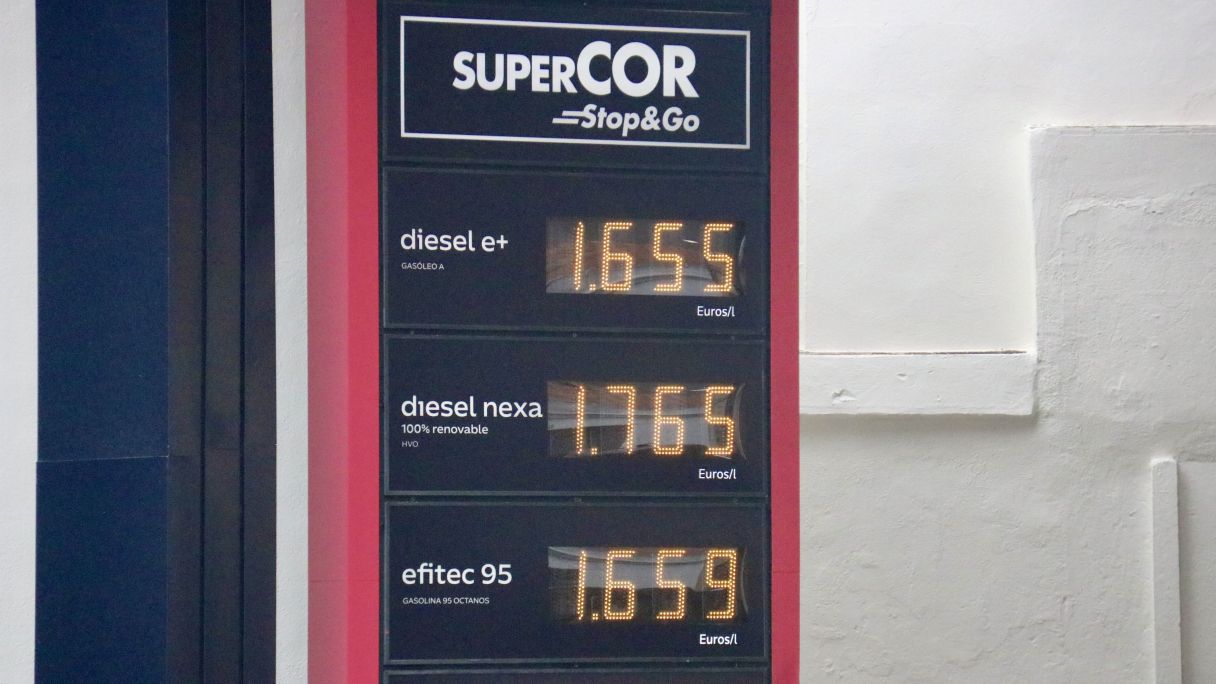 SUPERCOR
Stop&Go
diesel e+
GASÓLEO A
1.655
Euros/l
diesel nexa
100% renovable
HVO
1.765
Euros/l
efitec 95
GASOLINA 95 OCTANOS
1.659
Euros/l